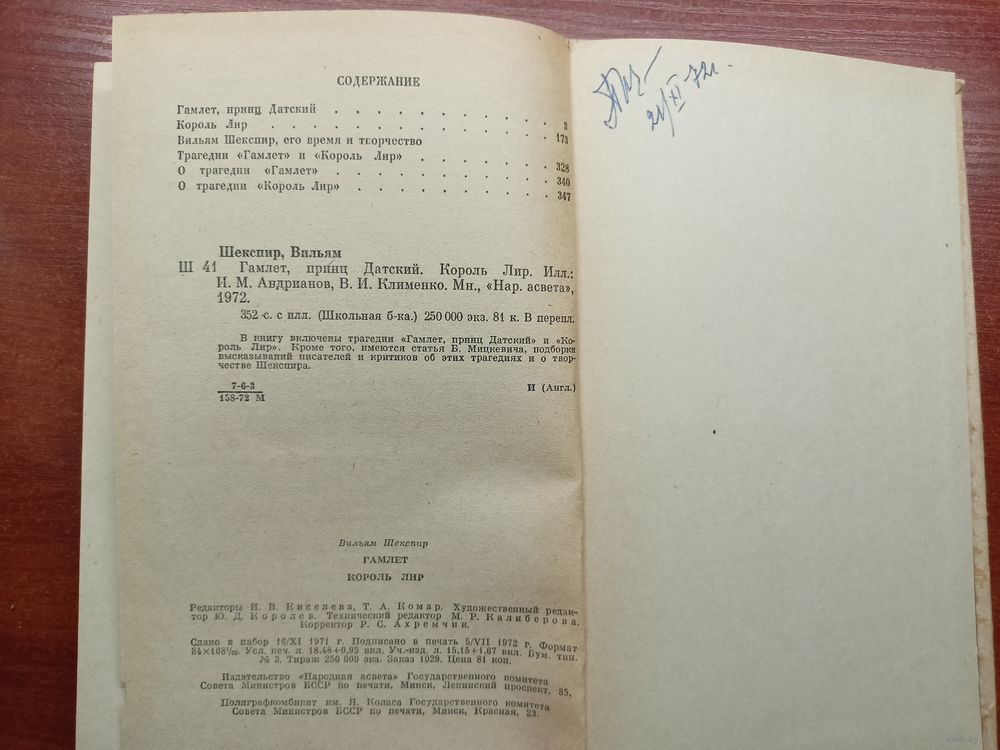 СОДЕРЖАНИЕ
Гамлет, принц Датский . . . . . . . . . . 3
Король Лир . . . . . . . . . . . . 173
Вильям Шекспир, его время и творчество
Трагедии «Гамлет» и «Король Лир» . . . . . . 328
О трагедии «Гамлет» . . . . . . . . . 340
О трагедии «Король Лир» . . . . . . . . . 347
Шекспир, Вильям
Ш 41 Гамлет, принц Датский. Король Лир. Илл.:
И. М. Андрианов, В. И. Клименко. Мн., «Нар. асвета»,
1972.
352 с. с илл. (Школьная б-ка.) 250 000 экз. 81 к. В перепл.
В книгу включены трагедии «Гамлет, принц Датский» и «Ко-
роль Лир». Кроме того, имеются статья Б. Мицкевича, подборки
высказываний писателей и критиков об этих трагедиях и о твор-
честве Шекспира.
7-6-3
158-72 М
И (Англ.)
Вильям Шекспир
ГАМЛЕТ
КОРОЛЬ ЛИР
Редакторы И. В. Киселева, Т. А. Комар. Художественный редак-
тор Ю. Д. Королев. Технический редактор М. Р. Калиберова.
Корректор Р. С. Ахремчик.
Сдано в набор 16/XI 1971 г. Подписано в печать 5/VII 1972 г. Формат
84×108¹/₃₂. Усл. печ. л. 18,48+0,95 вкл. Уч.-изд. л. 15,15+1,67 вкл. Бум. тип.
№ 3. Тираж 250 000 экз. Заказ 1029. Цена 81 коп.
Издательство «Народная асвета» Государственного комитета
Совета Министров БССР по печати, Минск, Ленинский проспект, 85.
Полиграфкомбинат им. Я. Коласа Государственного комитета
Совета Министров БССР по печати, Минск, Красная, 23.
21/XI 72г.